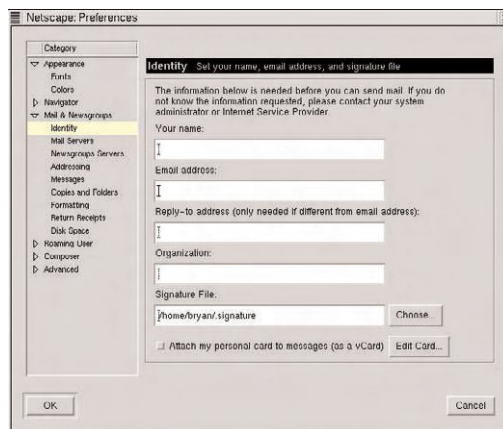 Netscape: Preferences
Category
Appearance
Fonts
Colors
Navigator
Mail & Newsgroups
Identity
Mail Servers
Newsgroups Servers
Addressing
Messages
Copies and Folders
Formatting
Return Receipts
Disk Space
Roaming User
Composer
Advanced
Identity Set your name, email address, and signature file
The information below is needed before you can send mail. If you do
not know the information requested, please contact your system
administrator or Internet Service Provider.
Your name:
Email address:
Reply-to address (only needed if different from email address):
Organization:
Signature File:
/home/bryan/.signature
Choose...
Attach my personal card to messages (as a vCard)
Edit Card...
OK
Cancel